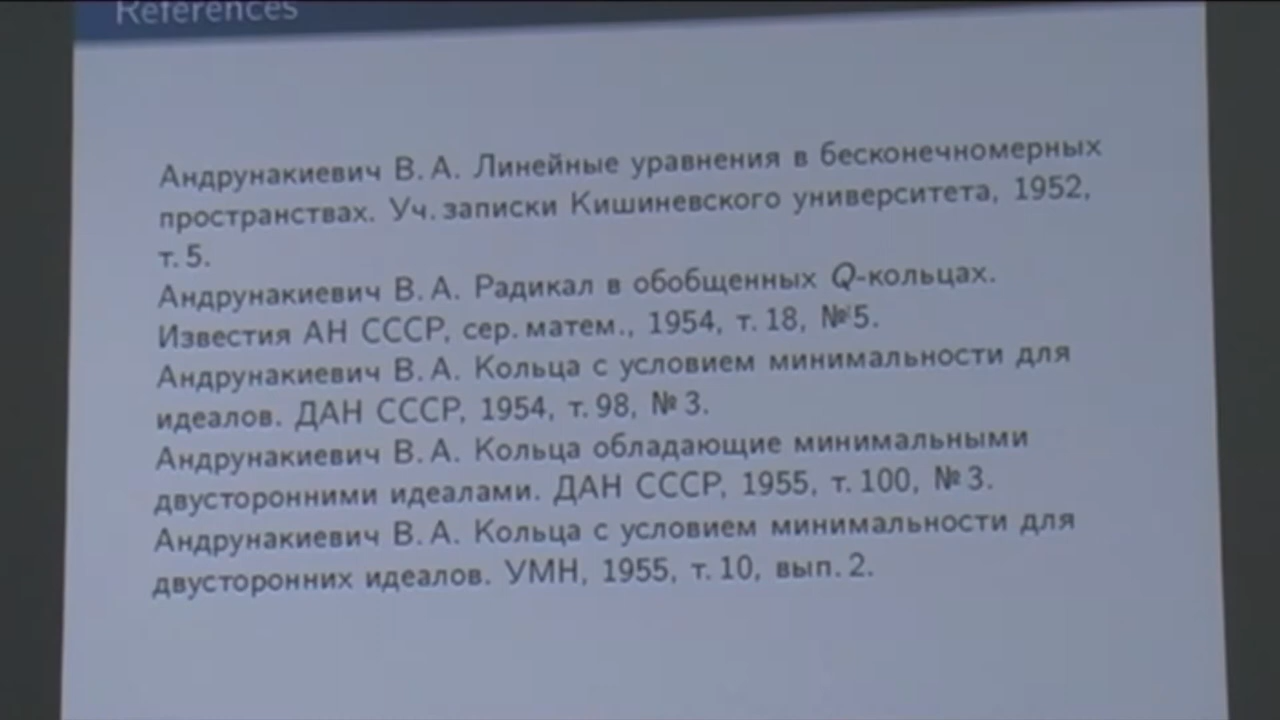 References
Андрунакиевич В. А. Линейные уравнения в бесконечномерных
пространствах. Уч. записки Кишиневского университета, 1952,
т. 5.
Андрунакиевич В. А. Радикал в обобщенных Q-кольцах.
Известия АН СССР, сер. матем., 1954, т. 18, №5.
Андрунакиевич В. А. Кольца с условием минимальности для
идеалов. ДАН СССР, 1954, т. 98, № 3.
Андрунакиевич В. А. Кольца обладающие минимальными
двусторонними идеалами. ДАН СССР, 1955, т. 100, № 3.
Андрунакиевич В. А. Кольца с условием минимальности для
двусторонних идеалов. УМН, 1955, т. 10, вып. 2.